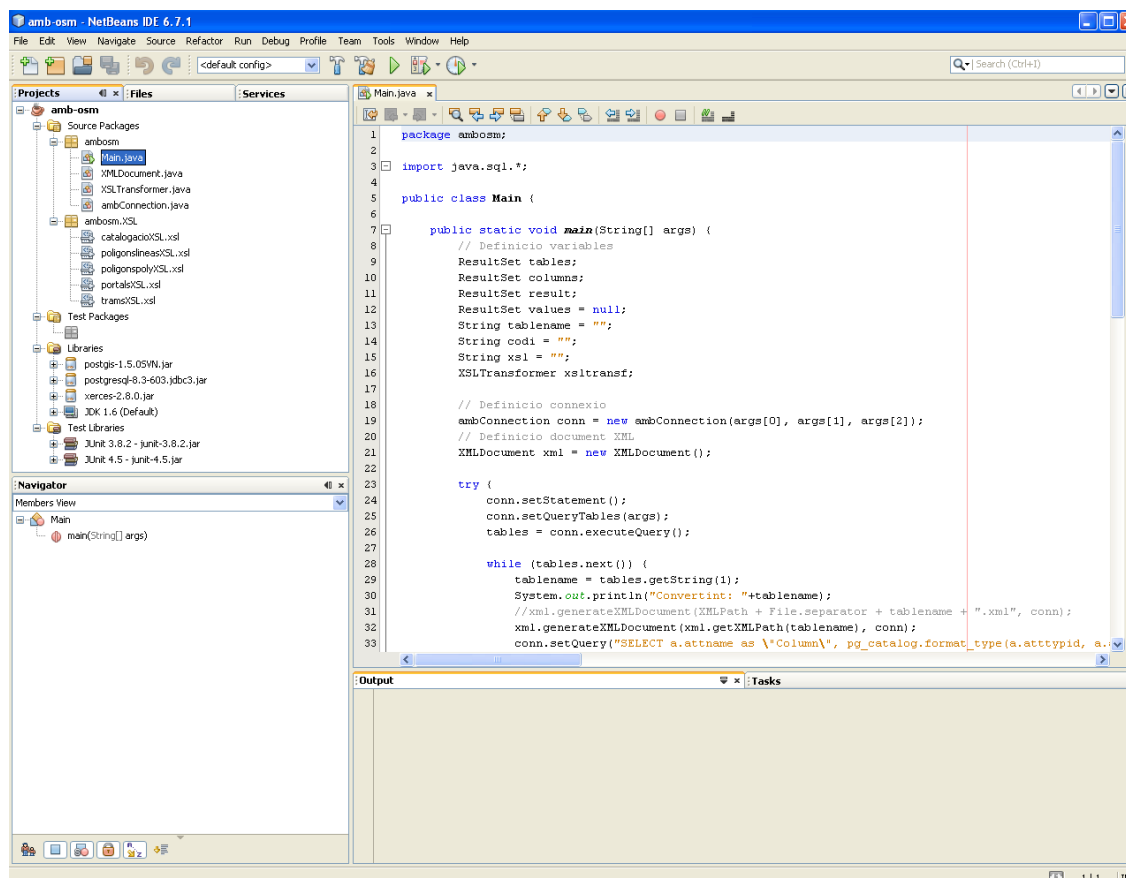 amb-osm - NetBeans IDE 6.7.1
File Edit View Navigate Source Refactor Run Debug Profile Team Tools Window Help
<default config>
Search (Ctrl+I)
Projects
Files
Services
amb-osm
Source Packages
ambosm
Main.java
XMLDocument.java
XSLTransformer.java
ambConnection.java
ambosm.XSL
catalogacioXSL.xsl
poligonslineasXSL.xsl
poligonspolyXSL.xsl
portalsXSL.xsl
tramsXSL.xsl
Test Packages
Libraries
postgis-1.5.0SVN.jar
postgresql-8.3-603.jdbc3.jar
xerces-2.8.0.jar
JDK 1.6 (Default)
Test Libraries
JUnit 3.8.2 - junit-3.8.2.jar
JUnit 4.5 - junit-4.5.jar
Navigator
Members View
Main
main(String[] args)
Main.java
1 package ambosm;
2
3 import java.sql.*;
4
5 public class Main {
6
7 public static void main(String[] args) {
8 // Definicio variables
9 ResultSet tables;
10 ResultSet columns;
11 ResultSet result;
12 ResultSet values = null;
13 String tablename = "";
14 String codi = "";
15 String xsl = "";
16 XSLTransformer xsltransf;
17
18 // Definicio connexio
19 ambConnection conn = new ambConnection(args[0], args[1], args[2]);
20 // Definicio document XML
21 XMLDocument xml = new XMLDocument();
22
23 try {
24 conn.setStatement();
25 conn.setQueryTables(args);
26 tables = conn.executeQuery();
27
28 while (tables.next()) {
29 tablename = tables.getString(1);
30 System.out.println("Convertint: "+tablename);
31 //xml.generateXMLDocument(XMLPath + File.separator + tablename + ".xml", conn);
32 xml.generateXMLDocument(xml.getXMLPath(tablename), conn);
33 conn.setQuery("SELECT a.attname as \"Column\", pg_catalog.format_type(a.atttypid, a.
Output
Tasks